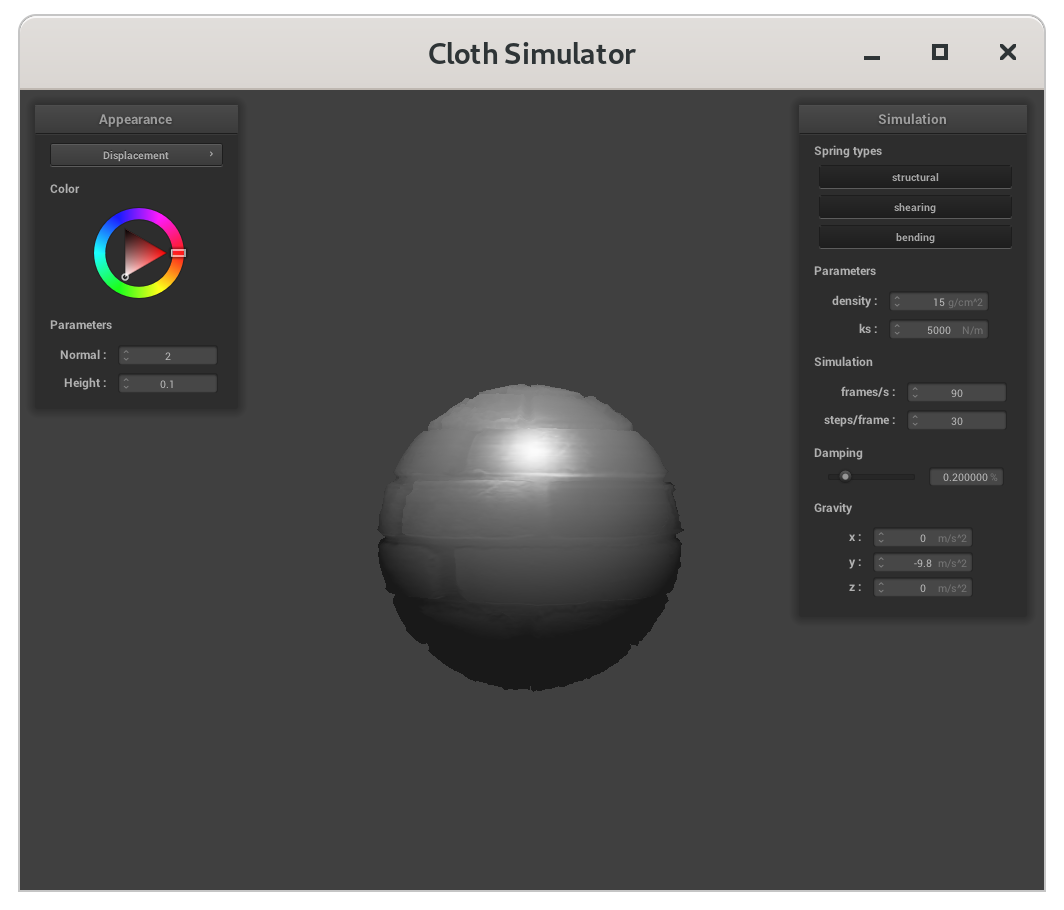 Cloth Simulator
Appearance
Displacement
Color
Parameters
Normal : 2
Height : 0.1
Simulation
Spring types
structural
shearing
bending
Parameters
density : 15 g/cm^2
ks : 5000 N/m
Simulation
frames/s : 90
steps/frame : 30
Damping
0.200000 %
Gravity
x : 0 m/s^2
y : -9.8 m/s^2
z : 0 m/s^2